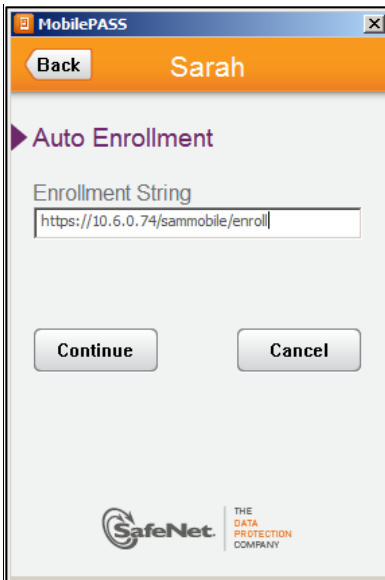 MobilePASS
Back
Sarah
Auto Enrollment
Enrollment String
https://10.6.0.74/sammobile/enroll
Continue
Cancel
SafeNet.
THE
DATA
PROTECTION
COMPANY